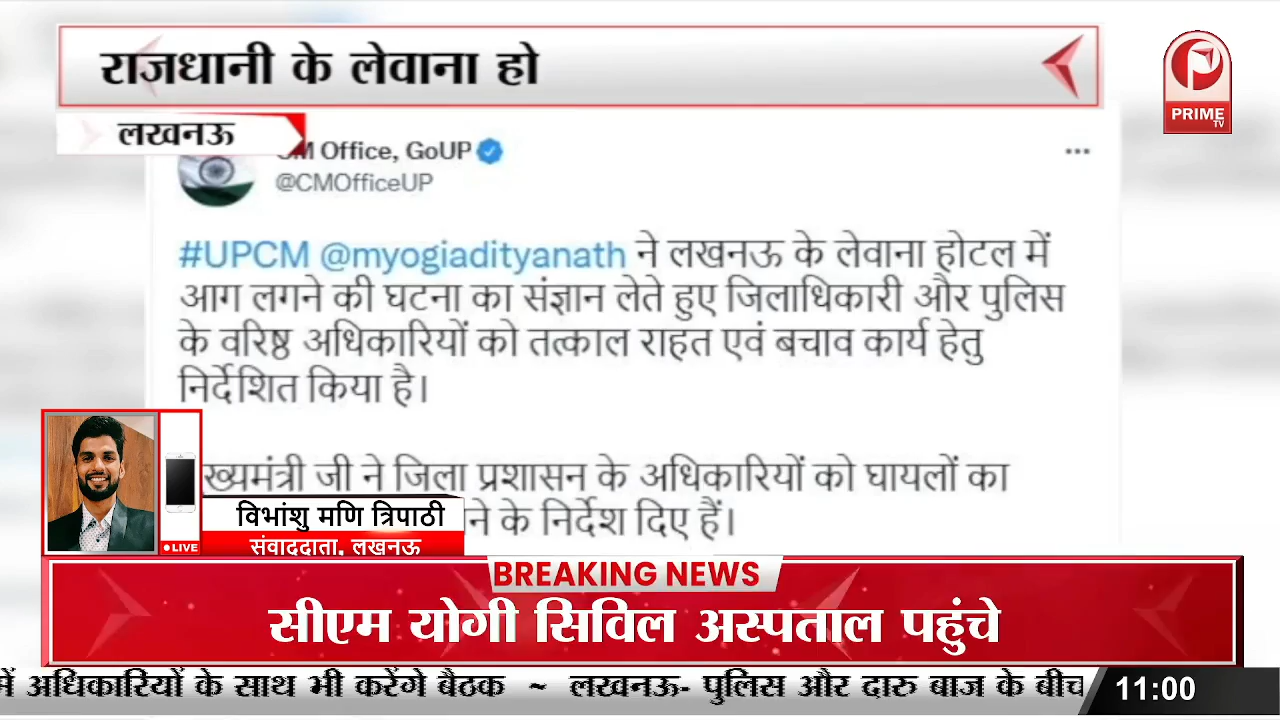 राजधानी के लेवाना हो
PRIME
TV
लखनऊ
Office, GoUP
@CMOfficeUP
#UPCM @myogiadityanath ने लखनऊ के लेवाना होटल में
आग लगने की घटना का संज्ञान लेते हुए जिलाधिकारी और पुलिस
के वरिष्ठ अधिकारियों को तत्काल राहत एवं बचाव कार्य हेतु
निर्देशित किया है।
जी ने जिला प्रशासन के अधिकारियों को घायलों का
ने के निर्देश दिए हैं।
विभांशु मणि त्रिपाठी
LIVE
संवाददाता, लखनऊ
BREAKING NEWS
सीएम योगी सिविल अस्पताल पहुंचे
में अधिकारियों के साथ भी करेंगे बैठक ~ लखनऊ- पुलिस और दारु बाज के बीच
11:00